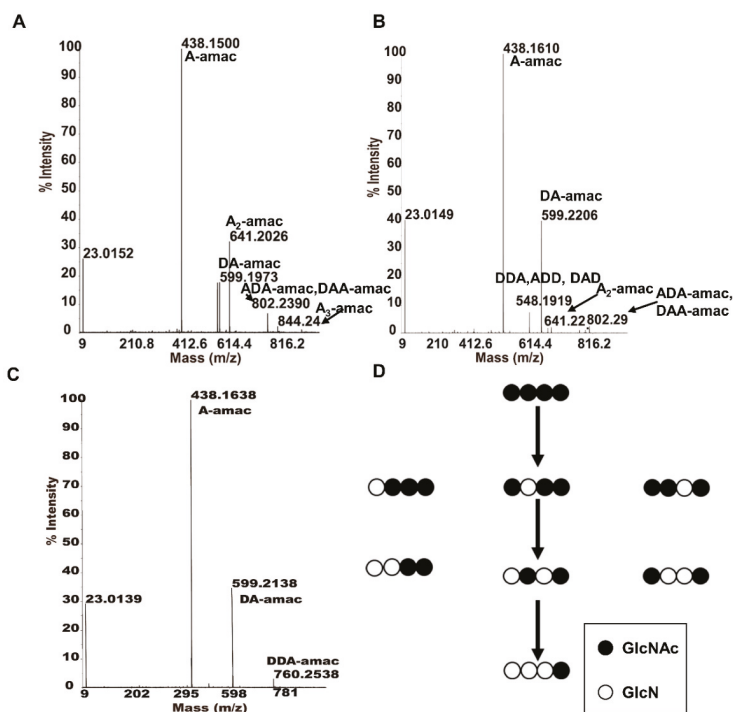 A
100
90
80
70
60
50
40
30
20
10
0
% Intensity
438.1500
A-amac
23.0152
A2-amac
641.2026
DA-amac
599.1973
ADA-amac,DAA-amac
802.2390
A3-amac
844.24
9 210.8 412.6 614.4 816.2
Mass (m/z)
B
100
90
80
70
60
50
40
30
20
10
0
% Intensity
438.1610
A-amac
23.0149
DA-amac
599.2206
DDA,ADD, DAD
548.1919
A2-amac
641.22
802.29
ADA-amac,
DAA-amac
9 210 412.6 614.4 816.2
Mass (m/z)
C
100
90
80
70
60
50
40
30
20
10
0
% Intensity
438.1638
A-amac
23.0139
599.2138
DA-amac
DDA-amac
760.2538
9 202 295 598 781
Mass (m/z)
D
GlcNAc
GlcN